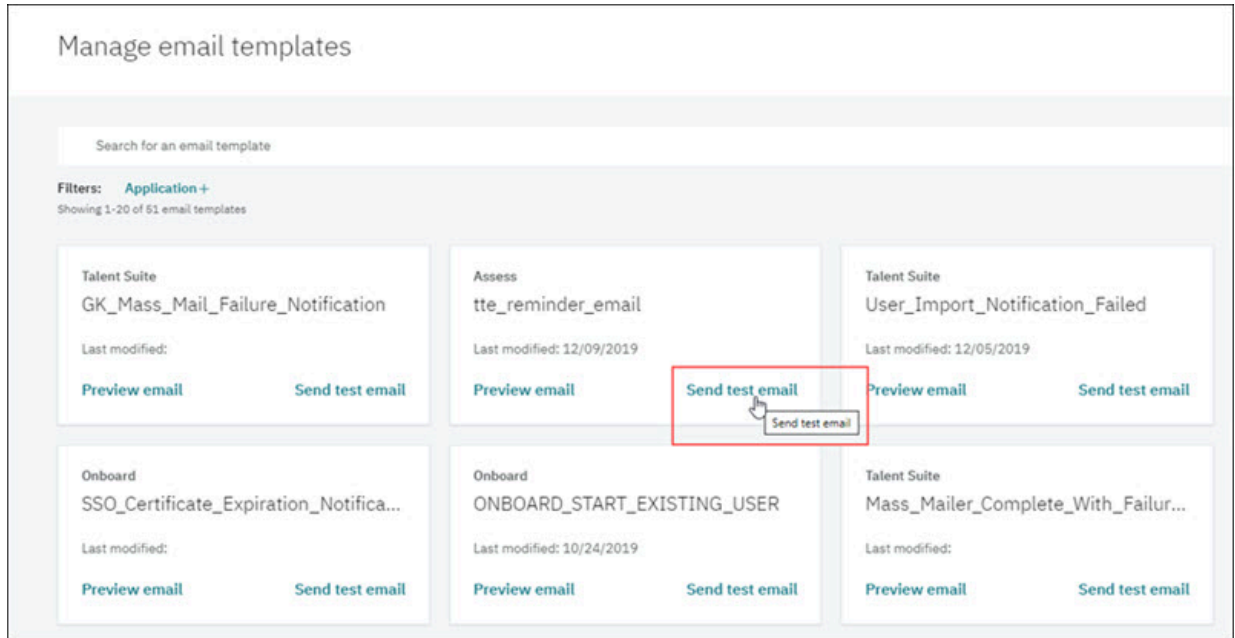 Manage email templates
Search for an email template
Filters: Application+
Showing 1-20 of 51 email templates
Talent Suite
GK_Mass_Mail_Failure_Notification
Last modified:
Preview email Send test email
Assess
tte_reminder_email
Last modified: 12/09/2019
Preview email Send test email
Send test email
Talent Suite
User_Import_Notification_Failed
Last modified: 12/05/2019
Preview email Send test email
Onboard
SSO_Certificate_Expiration_Notifica...
Last modified:
Preview email Send test email
Onboard
ONBOARD_START_EXISTING_USER
Last modified: 10/24/2019
Preview email Send test email
Talent Suite
Mass_Mailer_Complete_With_Failur...
Last modified:
Preview email Send test email